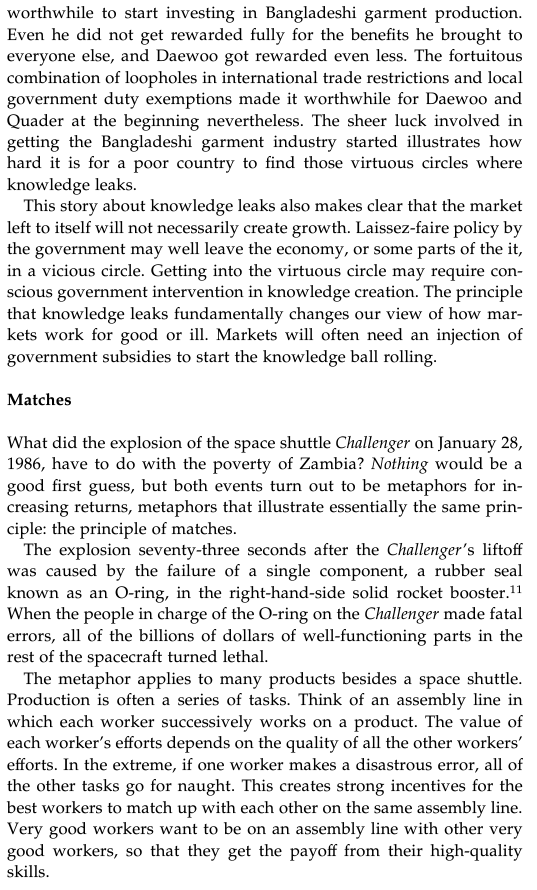 worthwhile to start investing in Bangladeshi garment production.
Even he did not get rewarded fully for the benefits he brought to
everyone else, and Daewoo got rewarded even less. The fortuitous
combination of loopholes in international trade restrictions and local
government duty exemptions made it worthwhile for Daewoo and
Quader at the beginning nevertheless. The sheer luck involved in
getting the Bangladeshi garment industry started illustrates how
hard it is for a poor country to find those virtuous circles where
knowledge leaks.
This story about knowledge leaks also makes clear that the market
left to itself will not necessarily create growth. Laissez-faire policy by
the government may well leave the economy, or some parts of the it,
in a vicious circle. Getting into the virtuous circle may require con-
scious government intervention in knowledge creation. The principle
that knowledge leaks fundamentally changes our view of how mar-
kets work for good or ill. Markets will often need an injection of
government subsidies to start the knowledge ball rolling.
Matches
What did the explosion of the space shuttle Challenger on January 28,
1986, have to do with the poverty of Zambia? Nothing would be a
good first guess, but both events turn out to be metaphors for in-
creasing returns, metaphors that illustrate essentially the same prin-
ciple: the principle of matches.
The explosion seventy-three seconds after the Challenger's liftoff
was caused by the failure of a single component, a rubber seal
known as an O-ring, in the right-hand-side solid rocket booster.11
When the people in charge of the O-ring on the Challenger made fatal
errors, all of the billions of dollars of well-functioning parts in the
rest of the spacecraft turned lethal.
The metaphor applies to many products besides a space shuttle.
Production is often a series of tasks. Think of an assembly line in
which each worker successively works on a product. The value of
each worker's efforts depends on the quality of all the other workers'
efforts. In the extreme, if one worker makes a disastrous error, all of
the other tasks go for naught. This creates strong incentives for the
best workers to match up with each other on the same assembly line.
Very good workers want to be on an assembly line with other very
good workers, so that they get the payoff from their high-quality
skills.